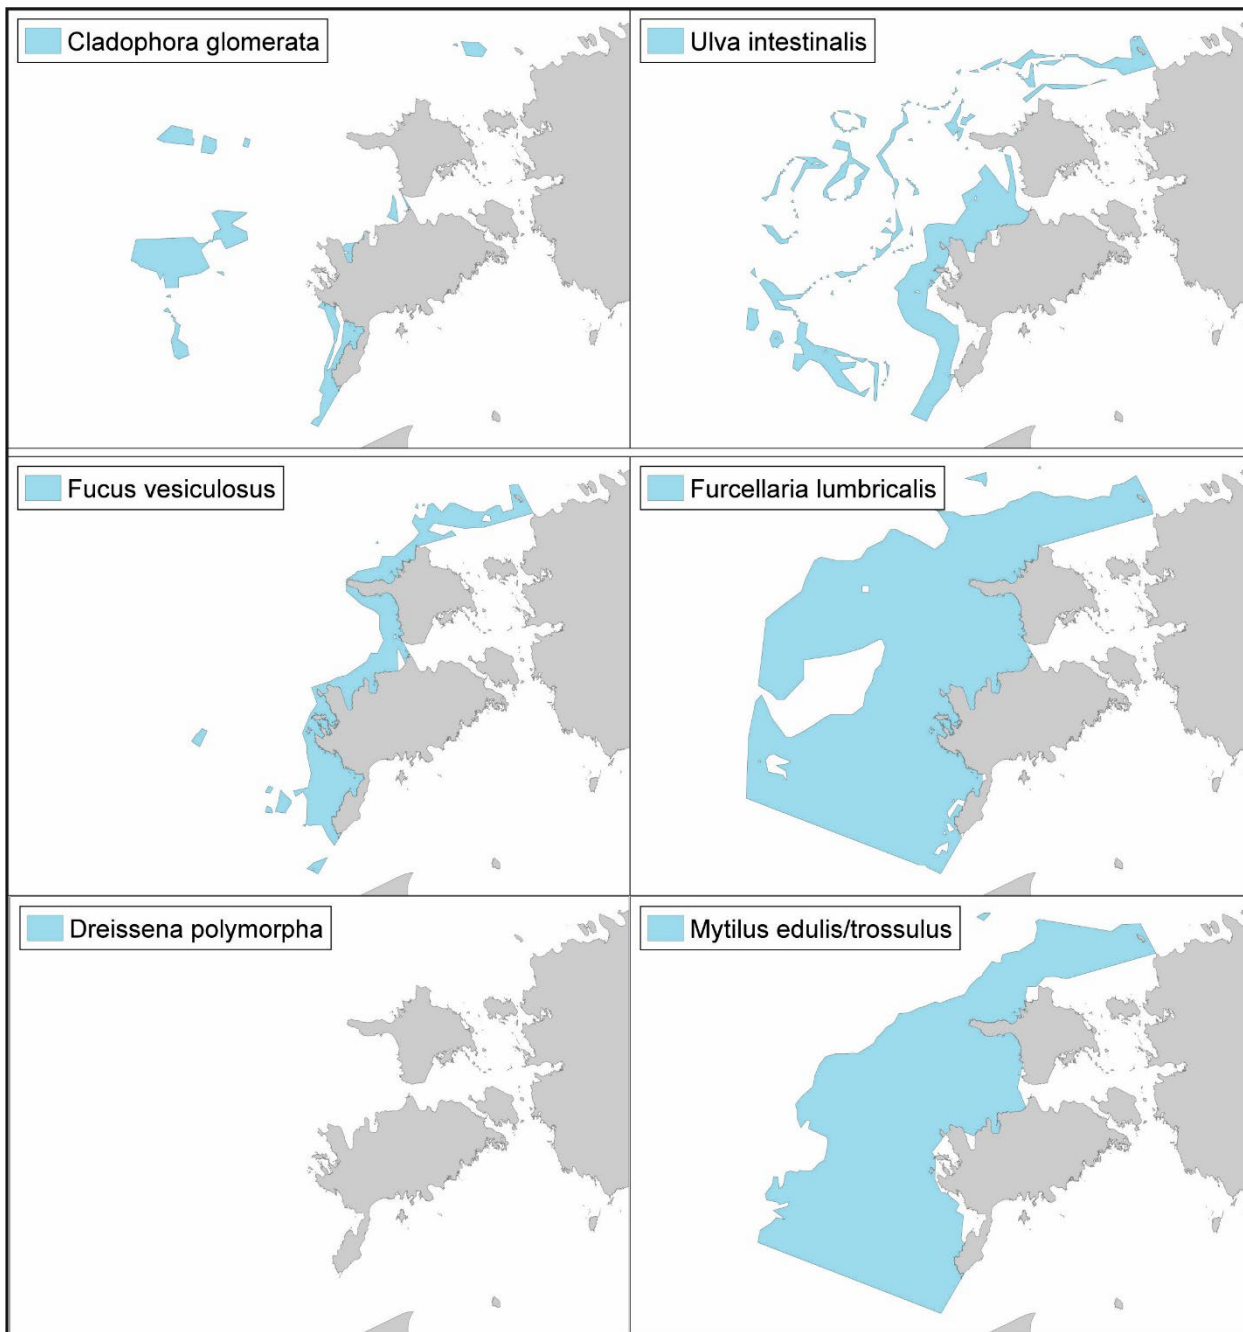 Cladophora glomerata
Ulva intestinalis
Fucus vesiculosus
Furcellaria lumbricalis
Dreissena polymorpha
Mytilus edulis/trossulus